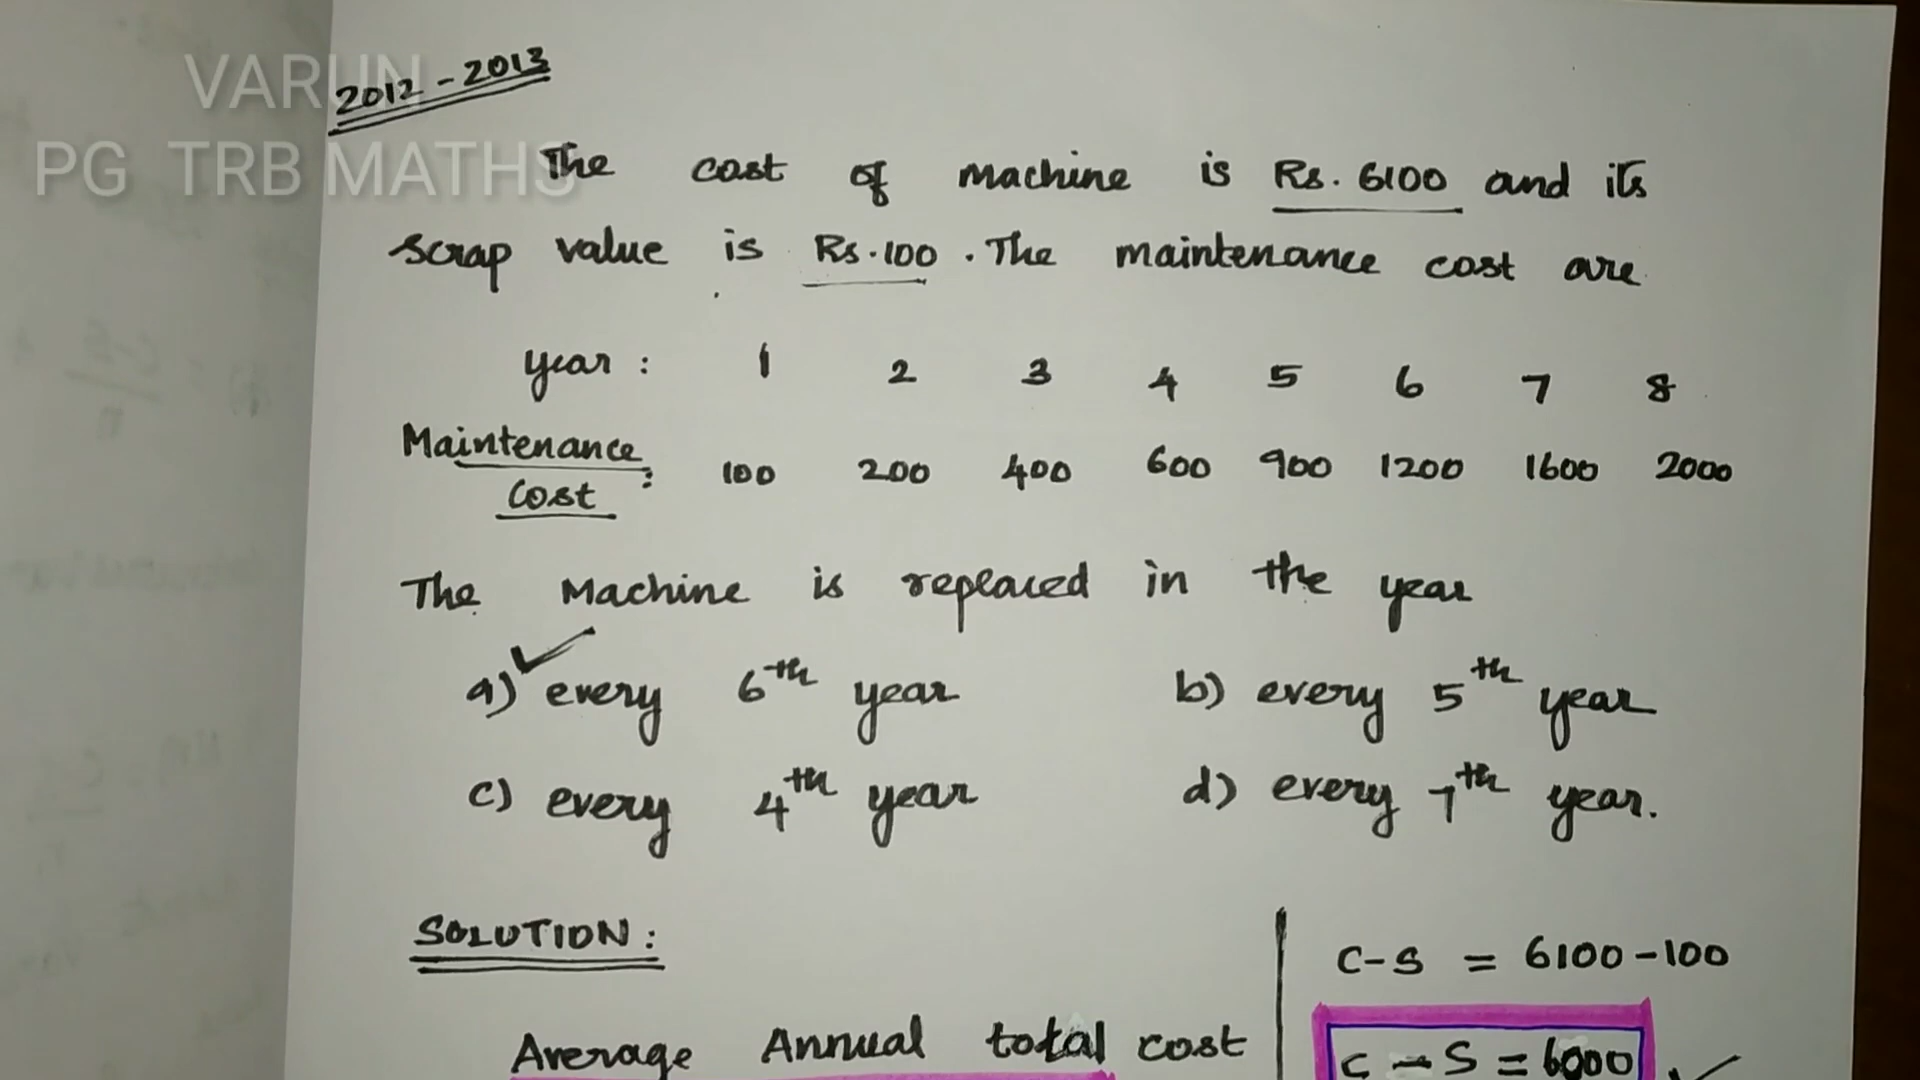 VARUN
PG TRB MATHS
2012 - 2013
The cost of machine is Rs. 6100 and its
scrap value is Rs.100 . The maintenance cost are
year : 1 2 3 4 5 6 7 8
Maintenance cost : 100 200 400 600 900 1200 1600 2000
The Machine is replaced in the year
a) every 6th year b) every 5th year
c) every 4th year d) every 7th year.
SOLUTION :
C-S = 6100-100
Average Annual total cost
C-S = 6000